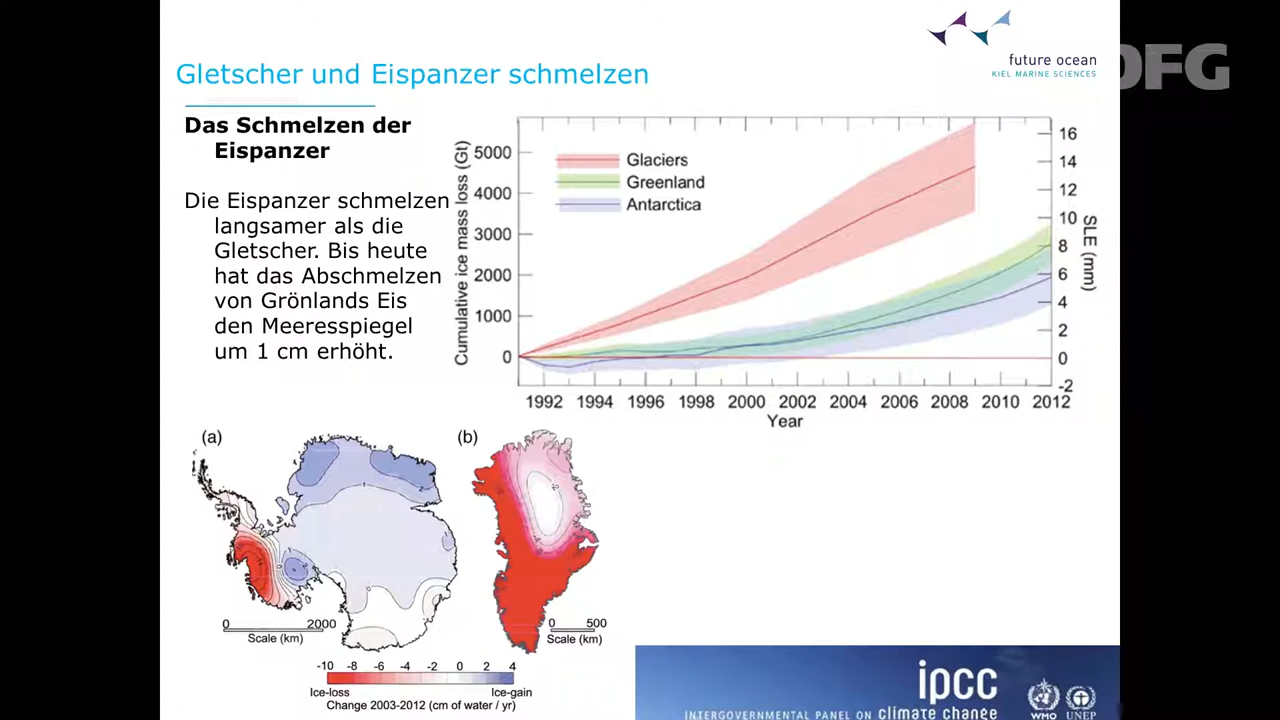 future ocean
KIEL MARINE SCIENCES
DFG
Gletscher und Eispanzer schmelzen
Das Schmelzen der
Eispanzer
Die Eispanzer schmelzen
langsamer als die
Gletscher. Bis heute
hat das Abschmelzen
von Grönlands Eis
den Meeresspiegel
um 1 cm erhöht.
Cumulative ice mass loss (Gt)
5000
4000
3000
2000
1000
0
Glaciers
Greenland
Antarctica
16
14
12
10
8
6
4
2
0
-2
SLE (mm)
1992 1994 1996 1998 2000 2002 2004 2006 2008 2010 2012
Year
(a)
(b)
0 2000
Scale (km)
0 500
Scale (km)
-10 -8 -6 -4 -2 0 2 4
Ice-loss Ice-gain
Change 2003-2012 (cm of water / yr)
ipcc
INTERGOVERNMENTAL PANEL ON climate change
WMO UNEP